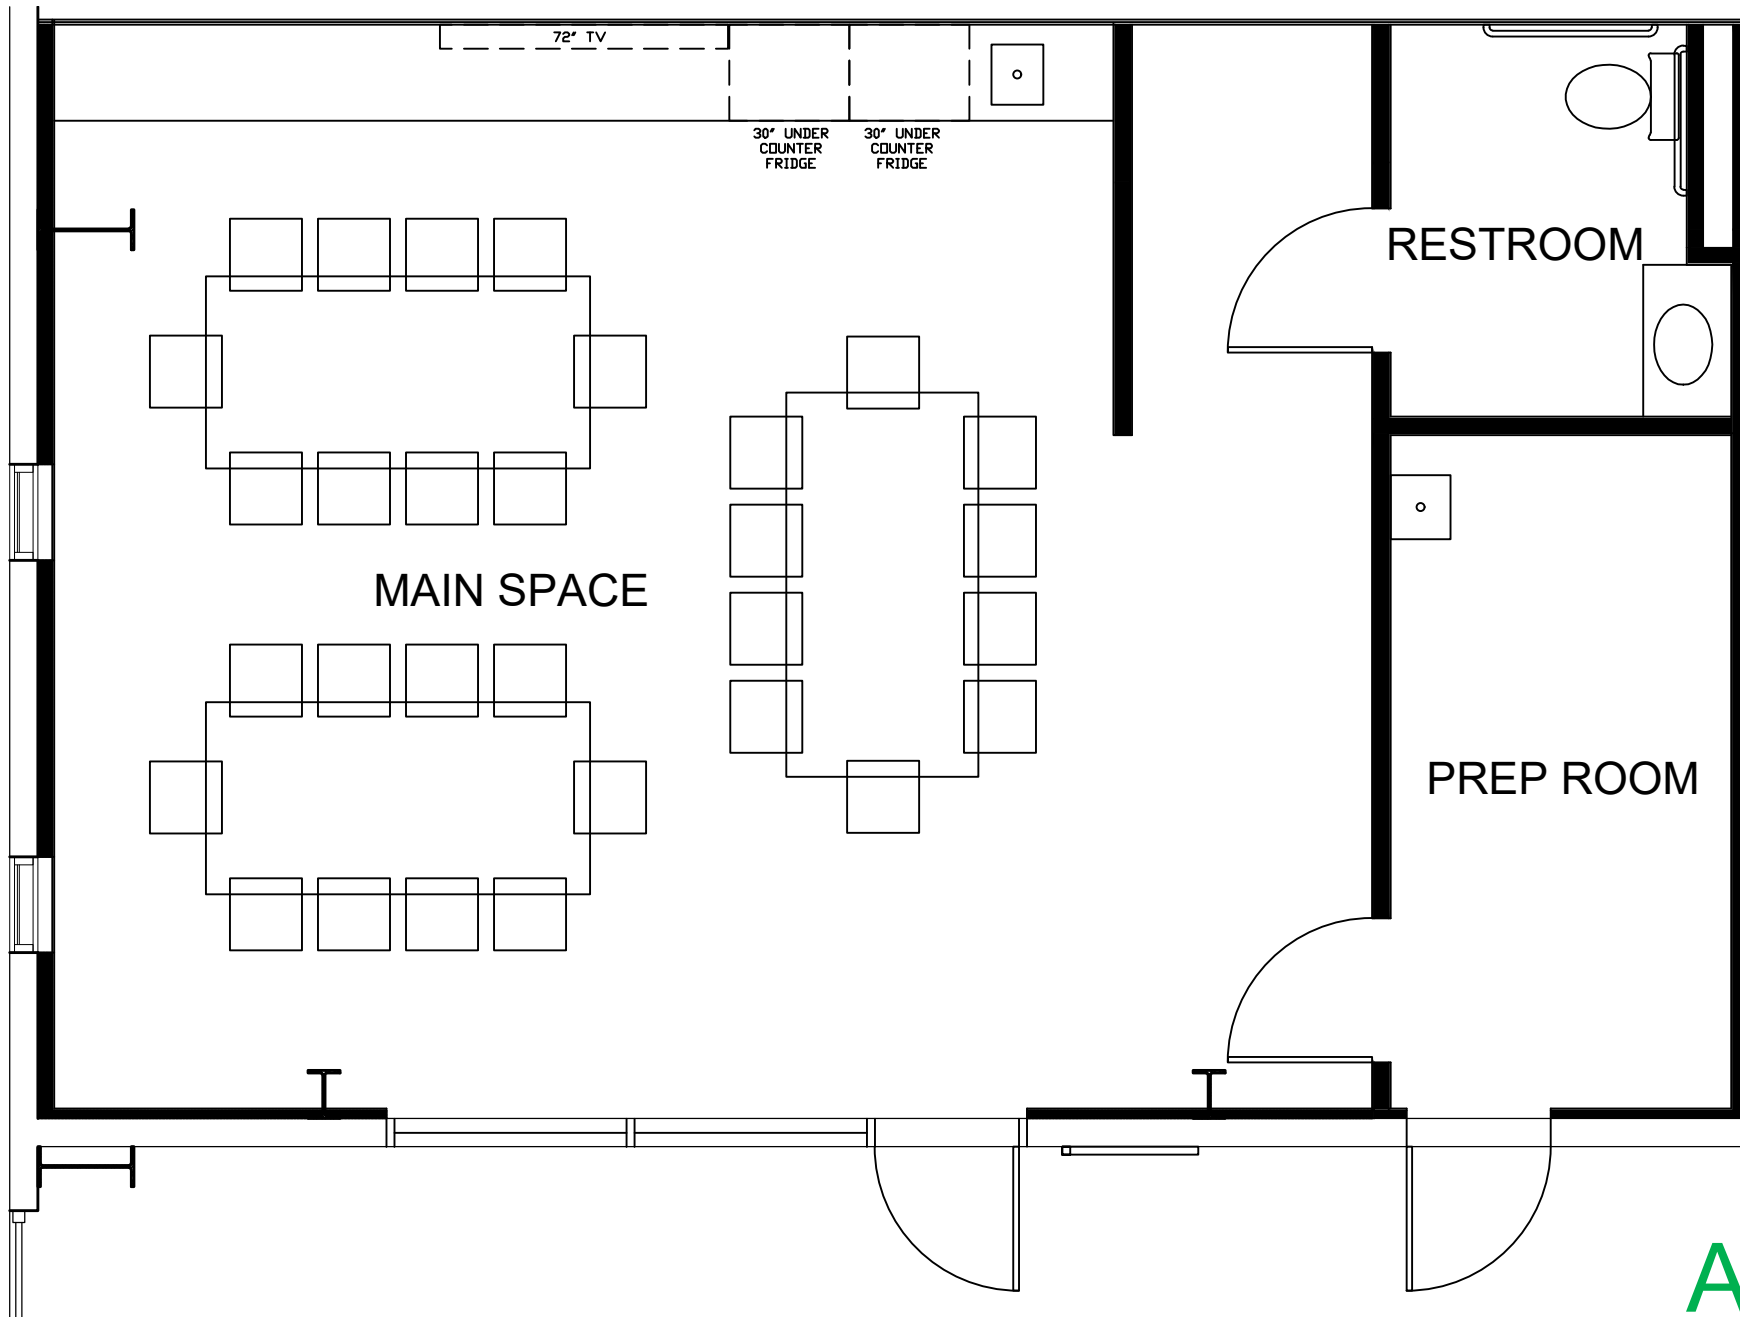 72" TV
30" UNDER
COUNTER
FRIDGE
30" UNDER
COUNTER
FRIDGE
RESTROOM
MAIN SPACE
PREP ROOM
A